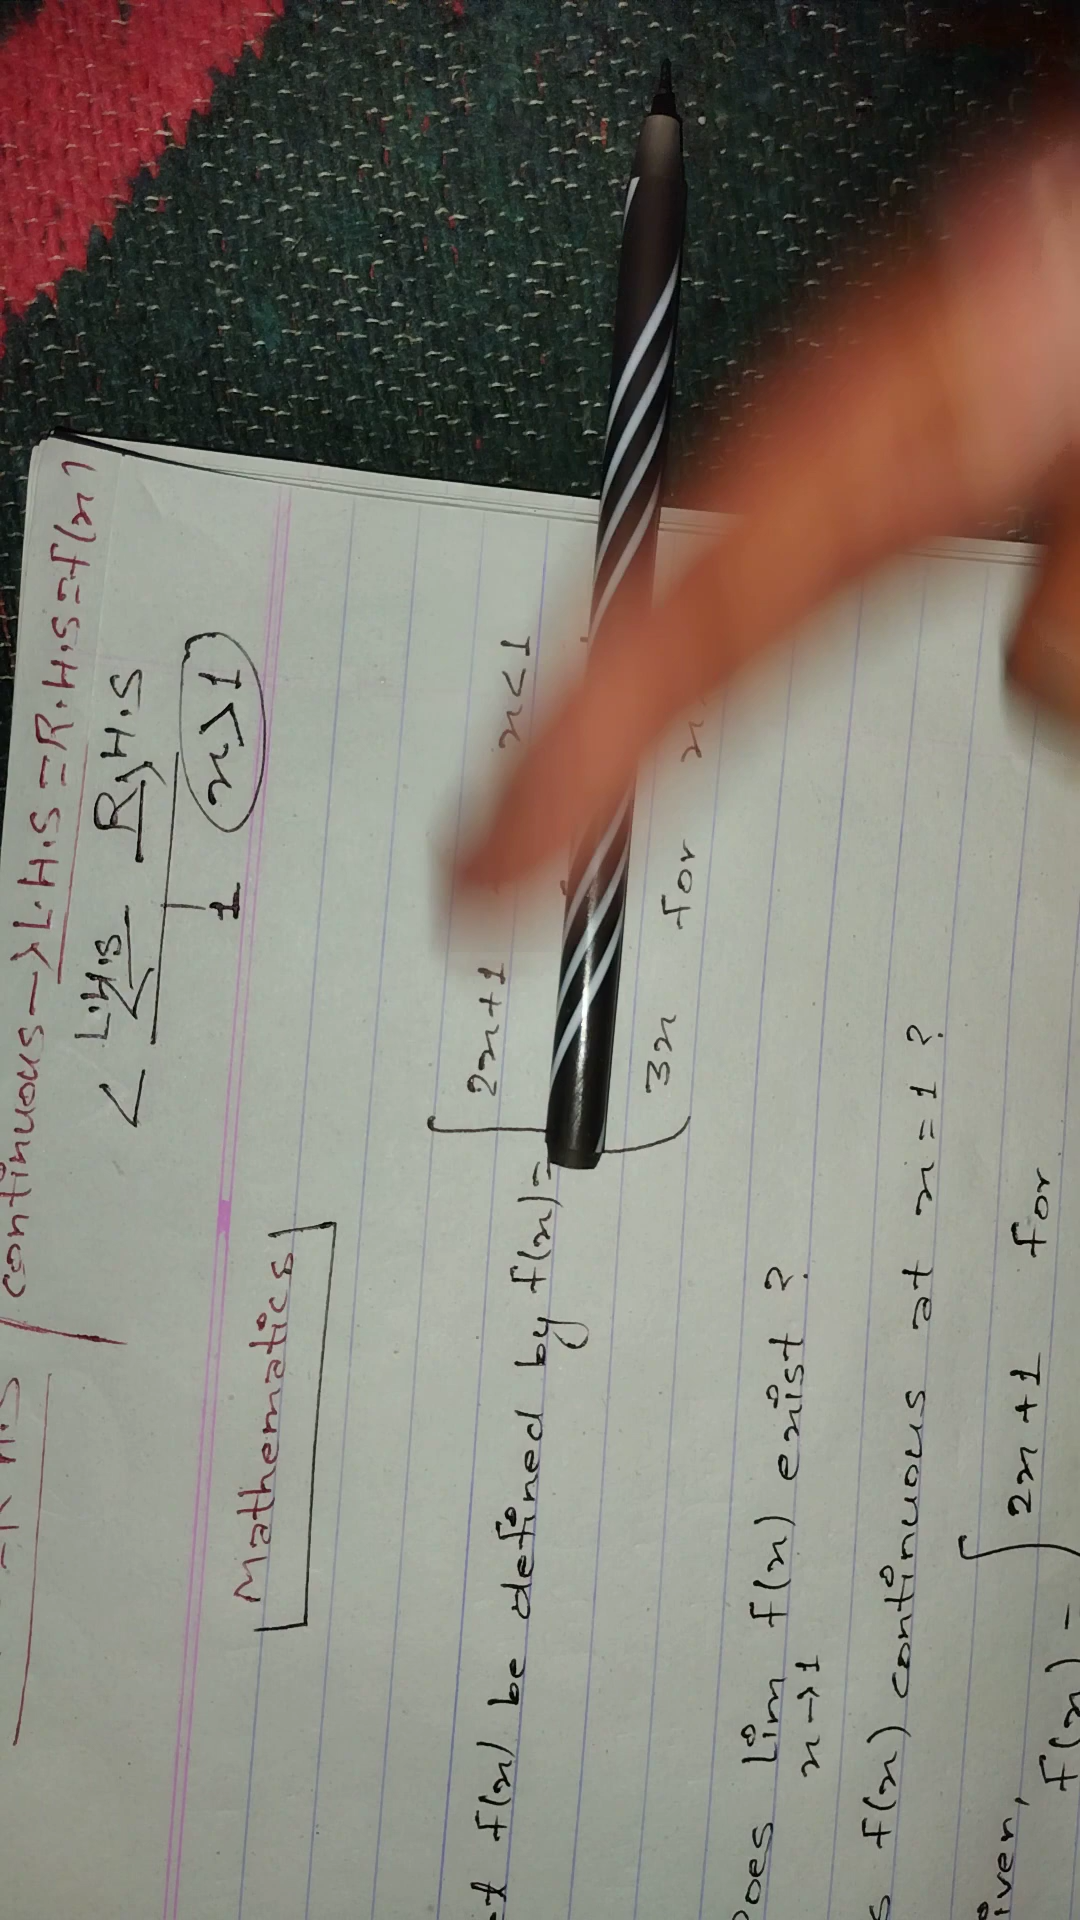 continuous → L.H.S = R.H.S = f(x)
< L.H.S R.H.S
1 x>1
Mathematics
f(x) be defined by f(x) =
2x+1 x<1
3x for x
Does lim f(x) exist ?
x→1
f(x) continuous at x = 1 ?
f(x) =
2x+1 for